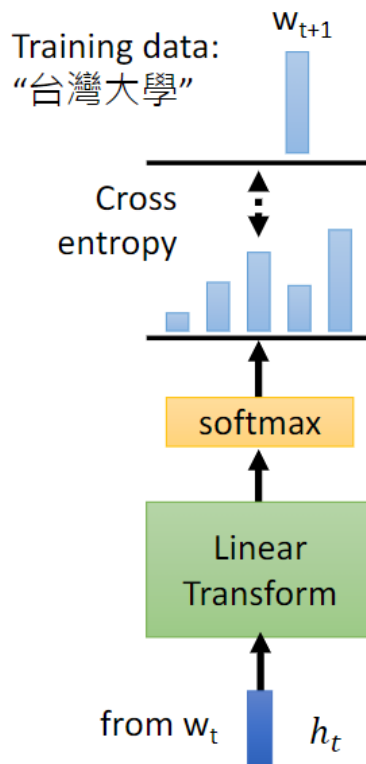 w_{t+1}
Training data:
“台灣大學”
Cross
entropy
softmax
Linear
Transform
from w_t
h_t